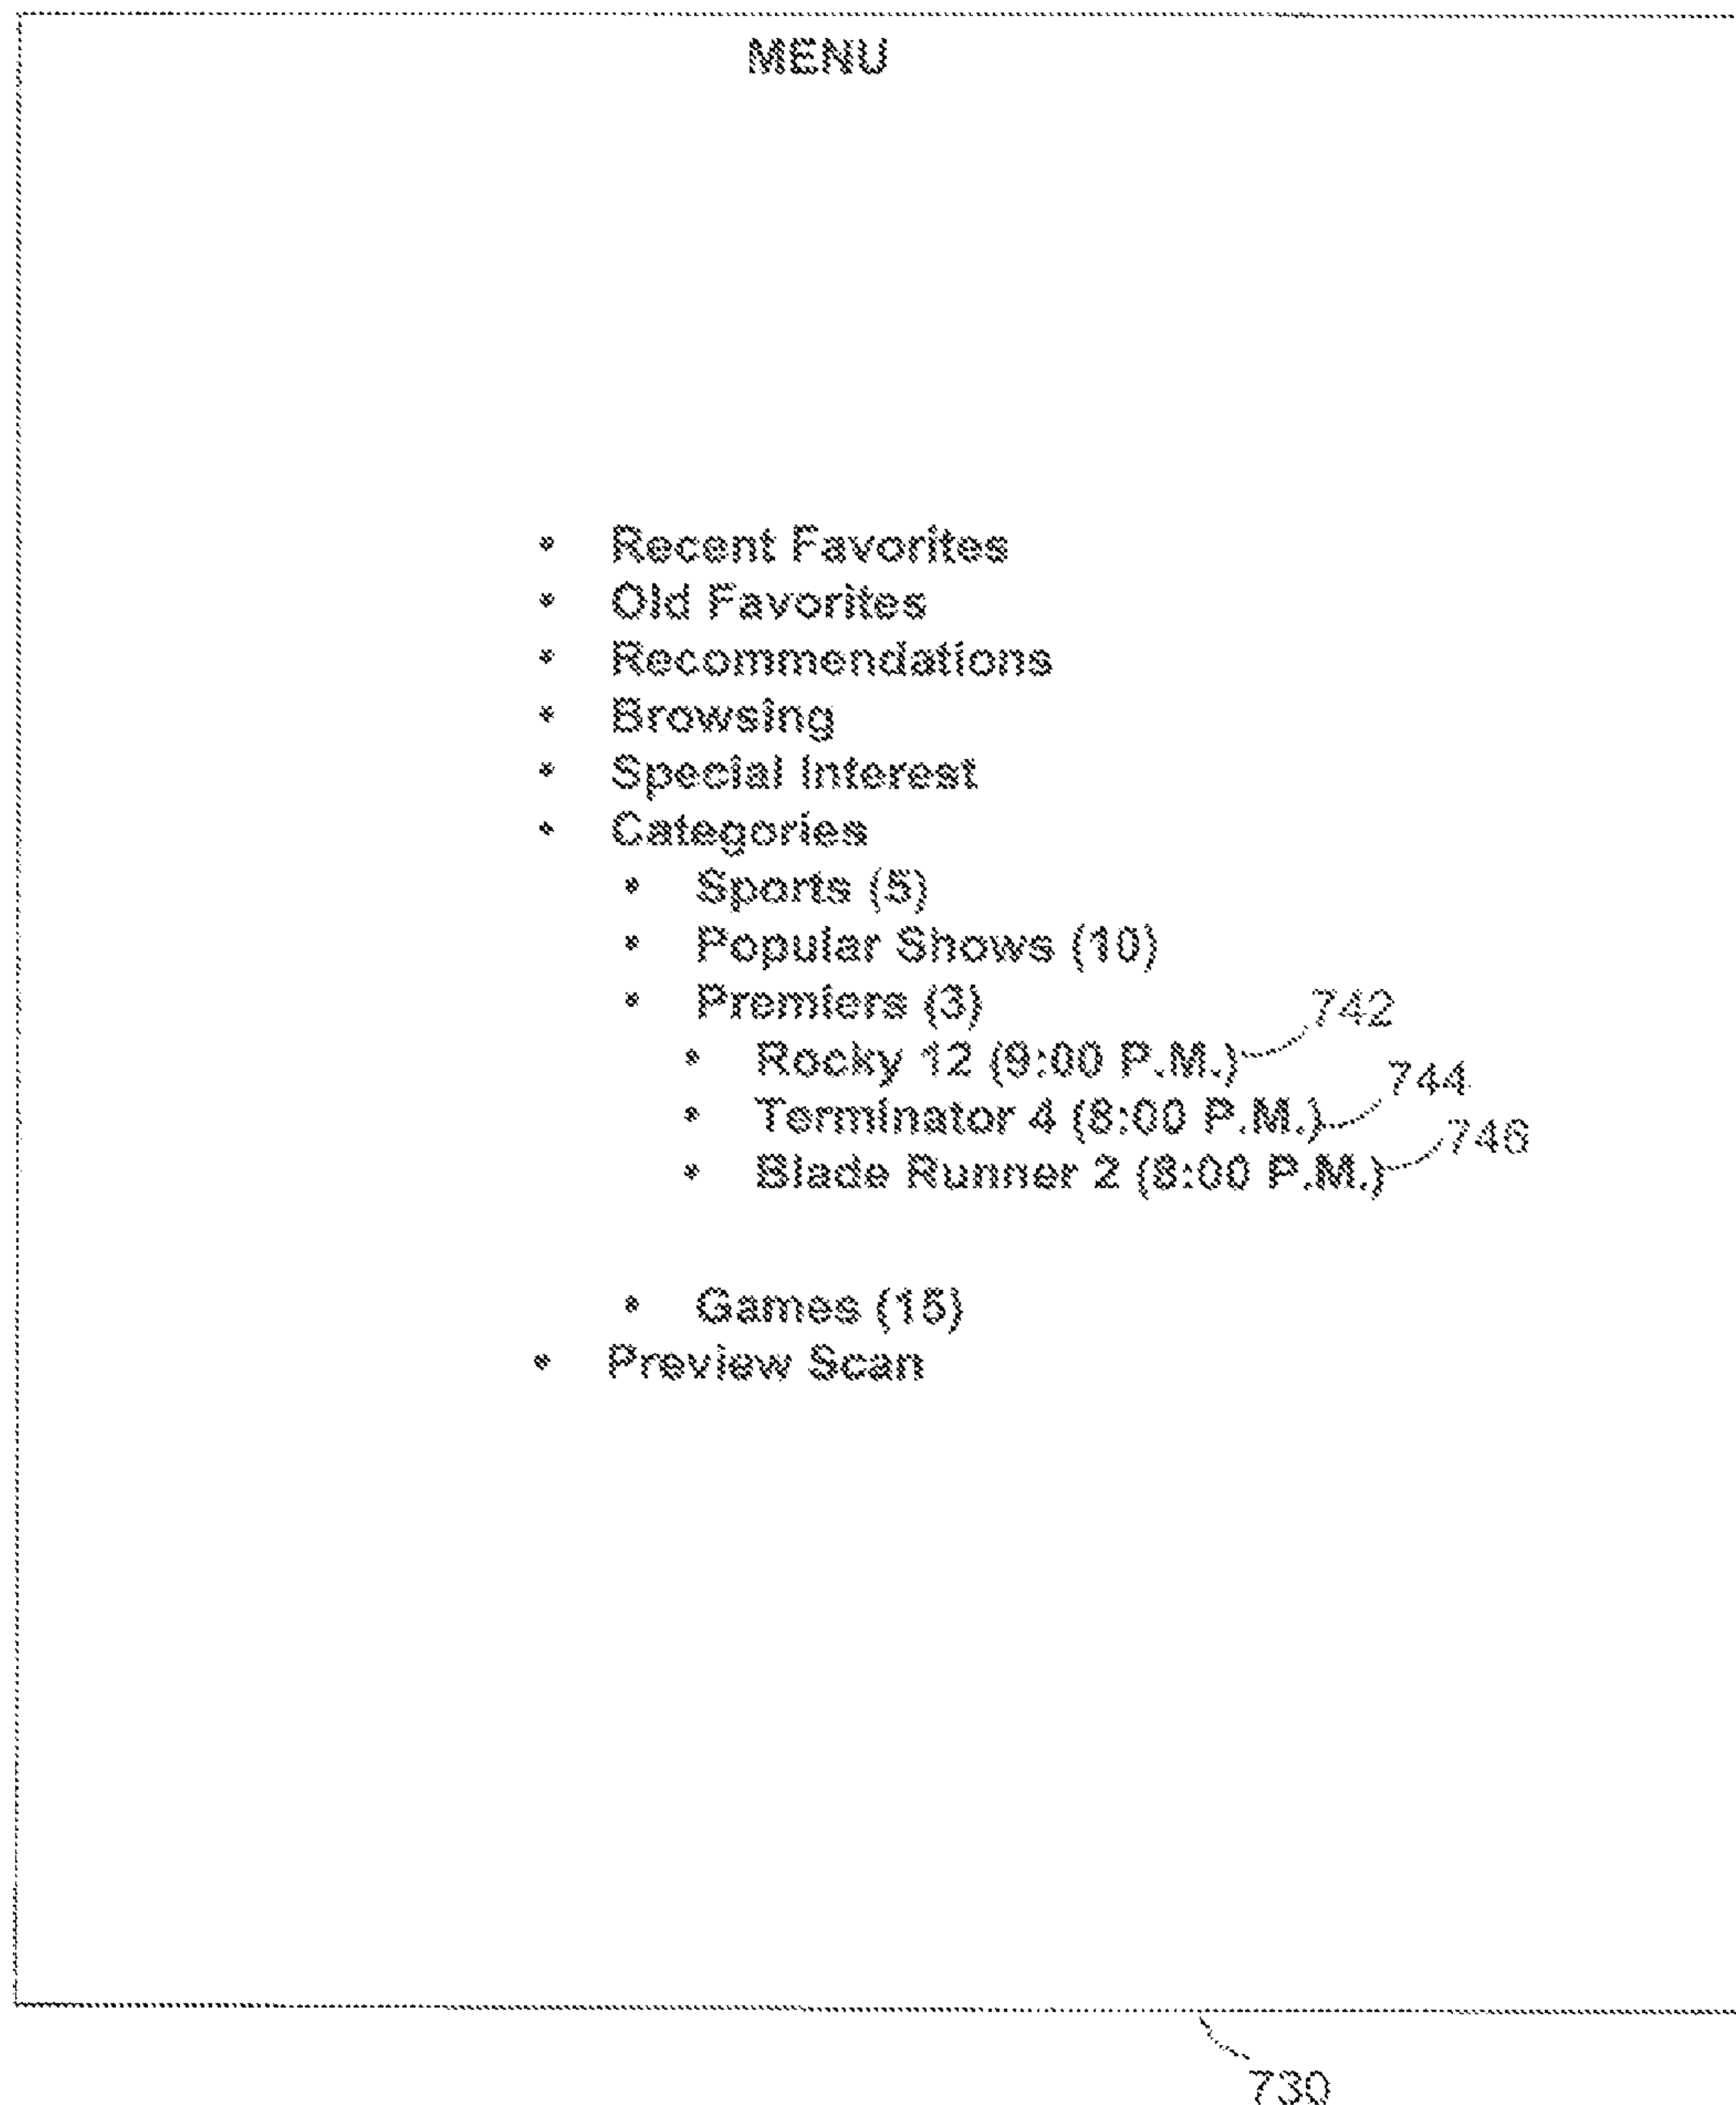 MENU
• Recent Favorites
• Old Favorites
• Recommendations
• Browsing
• Special Interest
• Categories
• Sports (5)
• Popular Shows (10)
• Premiers (3)
742
• Rocky 12 (9:00 P.M.)
744
• Terminator 4 (8:00 P.M.)
746
• Blade Runner 2 (8:00 P.M.)
• Games (15)
• Preview Scan
730